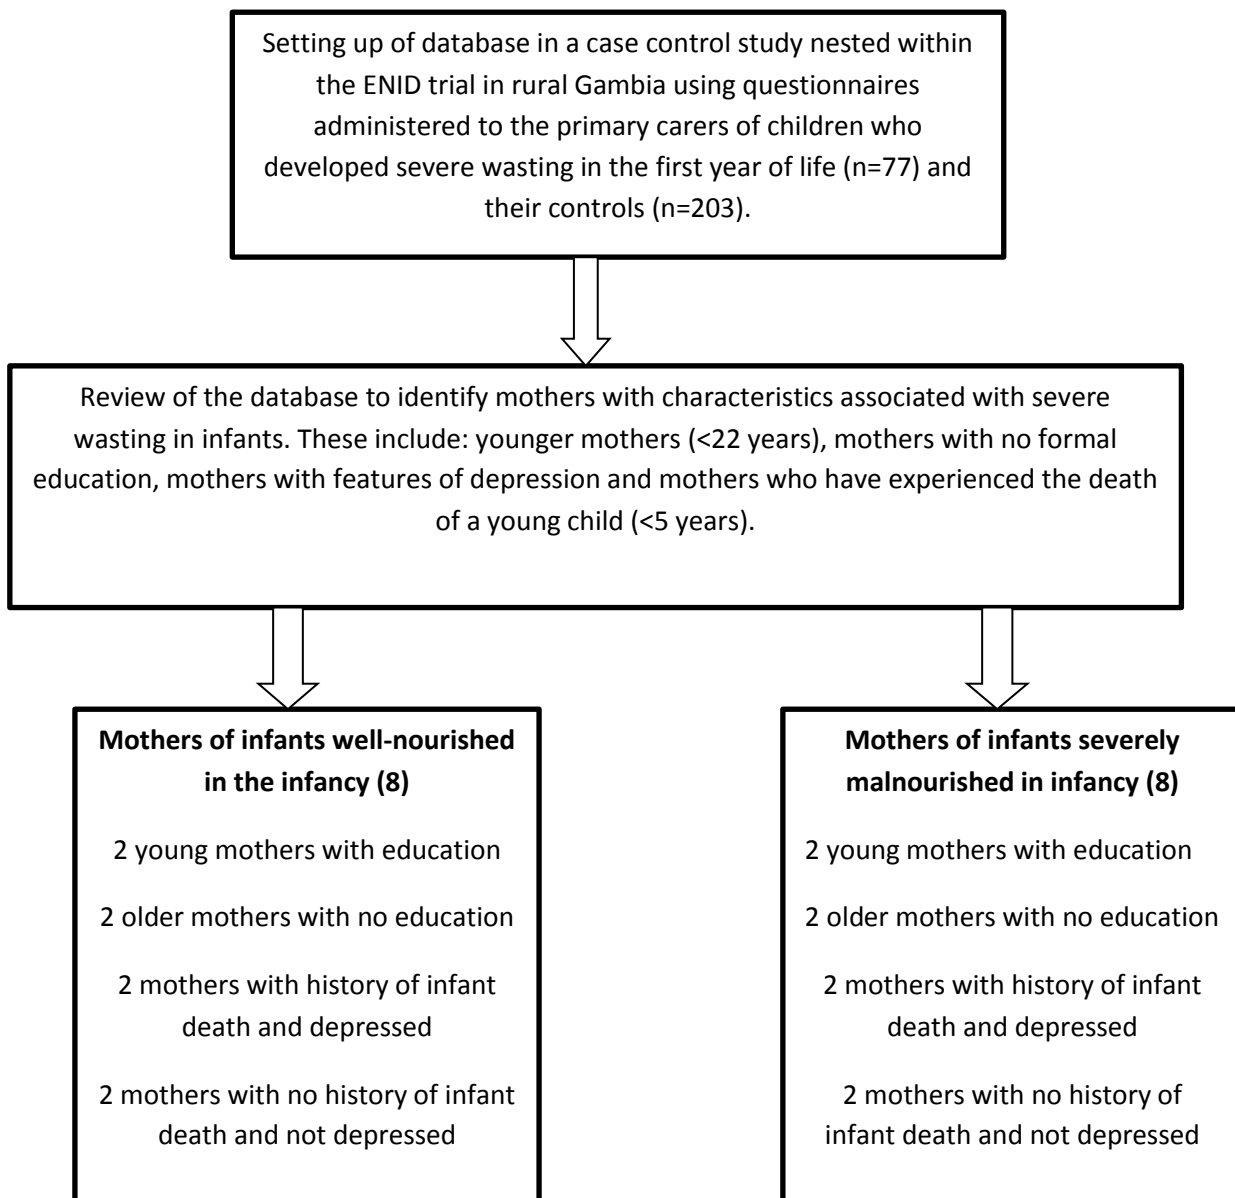 Setting up of database in a case control study nested within
the ENID trial in rural Gambia using questionnaires
administered to the primary carers of children who
developed severe wasting in the first year of life (n=77) and
their controls (n=203).
Review of the database to identify mothers with characteristics associated with severe
wasting in infants. These include: younger mothers (<22 years), mothers with no formal
education, mothers with features of depression and mothers who have experienced the death
of a young child (<5 years).
Mothers of infants well-nourished
in the infancy (8)
2 young mothers with education
2 older mothers with no education
2 mothers with history of infant
death and depressed
2 mothers with no history of infant
death and not depressed
Mothers of infants severely
malnourished in infancy (8)
2 young mothers with education
2 older mothers with no education
2 mothers with history of infant
death and depressed
2 mothers with no history of
infant death and not depressed